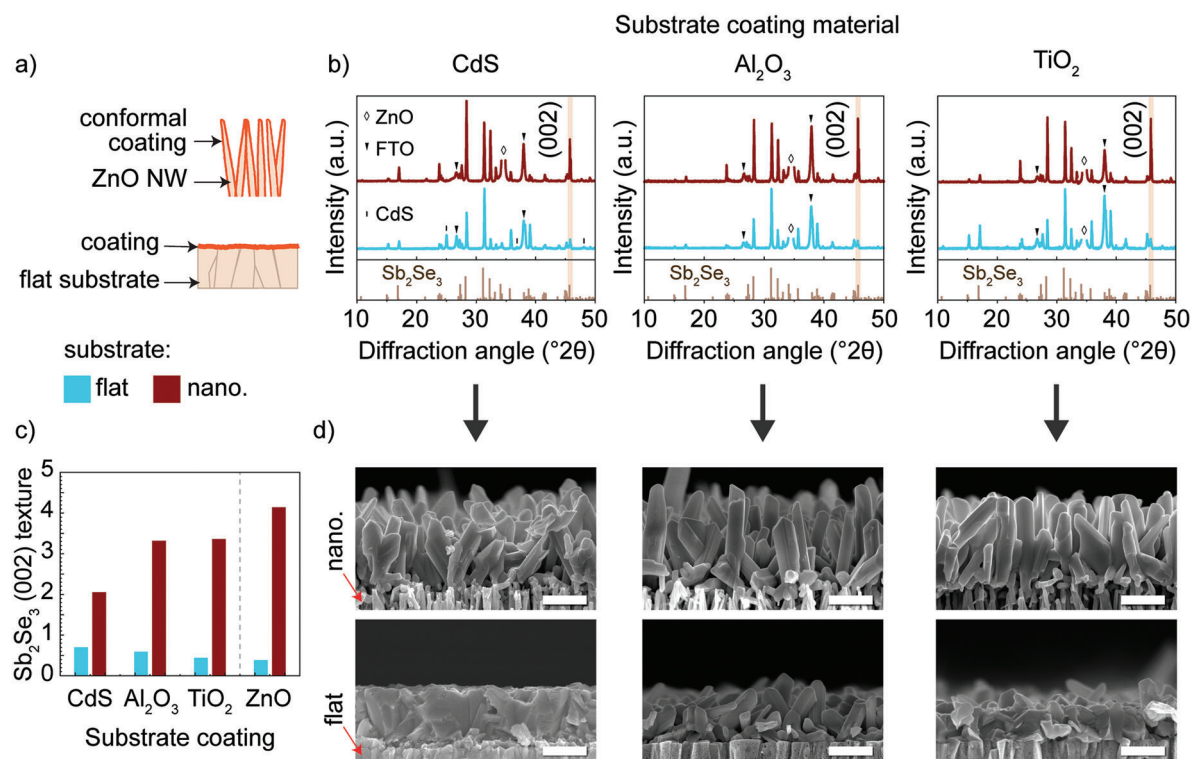 Substrate coating material
a)
conformal
coating
ZnO NW
coating
flat substrate
substrate:
flat
nano.
b)
CdS
Al₂O₃
TiO₂
Intensity (a.u.)
◊ ZnO
FTO
CdS
(002)
Sb₂Se₃
10 20 30 40 50
Diffraction angle (°2θ)
Intensity (a.u.)
(002)
Sb₂Se₃
10 20 30 40 50
Diffraction angle (°2θ)
Intensity (a.u.)
(002)
Sb₂Se₃
10 20 30 40 50
Diffraction angle (°2θ)
c)
Sb₂Se₃ (002) texture
5
4
3
2
1
0
CdS Al₂O₃ TiO₂ ZnO
Substrate coating
d)
nano.
flat